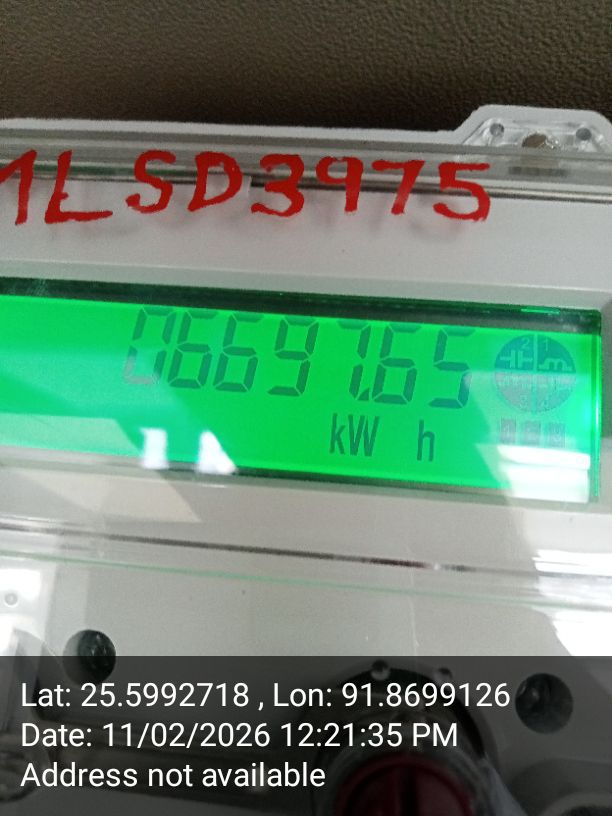 MLSD3975
06697.65
kW h
Lat: 25.5992718 , Lon: 91.8699126
Date: 11/02/2026 12:21:35 PM
Address not available